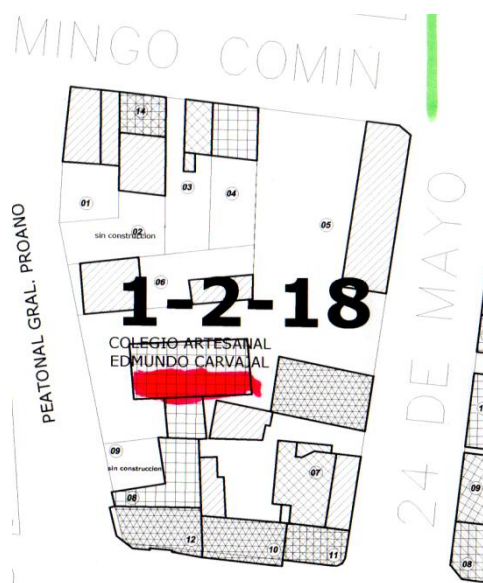 MINGO COMIN
14
01
03
04
02
sin construccion
05
06
1-2-18
COLEGIO ARTESANAL
EDMUNDO CARVAJAL
PEATONAL GRAL. PROANO
24 DE MAYO
09
sin construccion
08
07
12
10
11
09
08